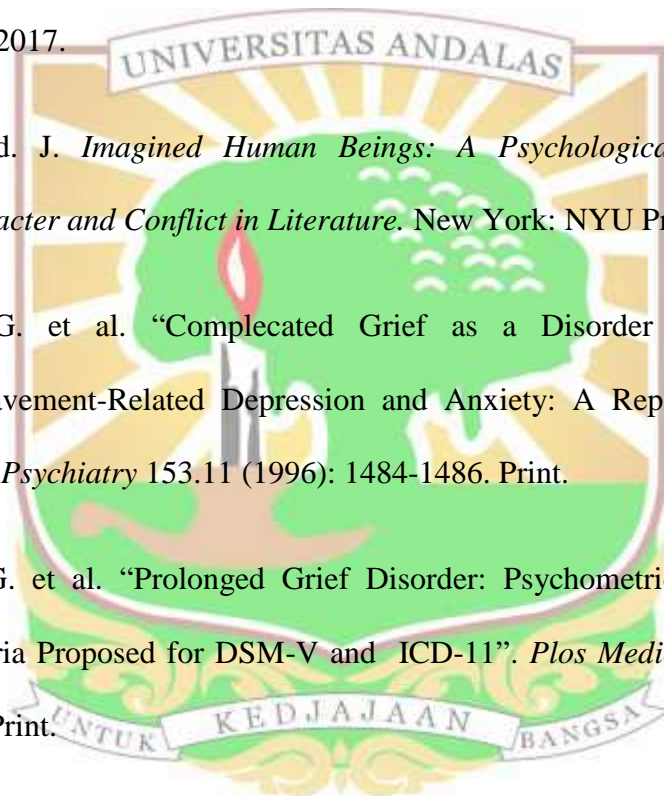 2017.
UNIVERSITAS ANDALAS
d. J. Imagined Human Beings: A Psychologica
acter and Conflict in Literature. New York: NYU Pr
G. et al. “Complecated Grief as a Disorder
avement-Related Depression and Anxiety: A Rep
Psychiatry 153.11 (1996): 1484-1486. Print.
G. et al. “Prolonged Grief Disorder: Psychometri
ria Proposed for DSM-V and ICD-11”. Plos Medi
Print.
UNTUK KEDJAJAAN BANGSA